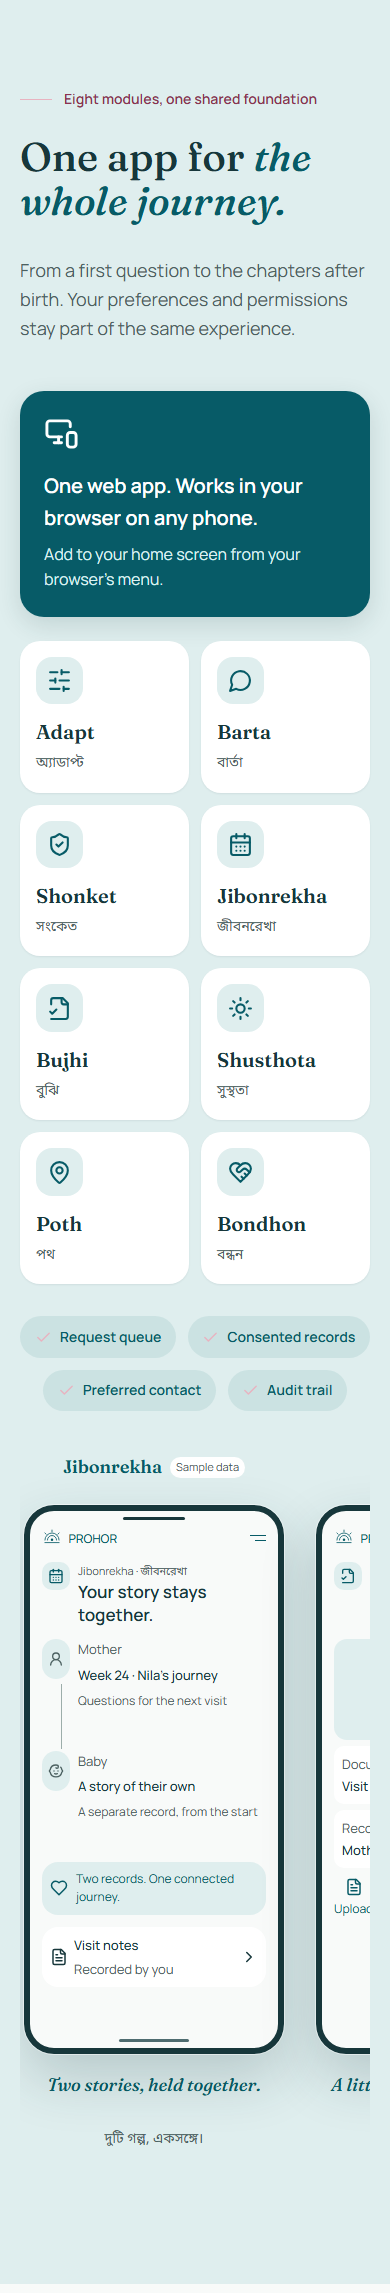 Eight modules, one shared foundation
One app for the
whole journey.
From a first question to the chapters after
birth. Your preferences and permissions
stay part of the same experience.
One web app. Works in your
browser on any phone.
Add to your home screen from your
browser's menu.
Adapt
অ্যাডাপ্ট
Barta
বার্তা
Shonket
সংকেত
Jibonrekha
জীবনরেখা
Bujhi
বুঝি
Shusthota
সুস্থতা
Poth
পথ
Bondhon
বন্ধন
Request queue
Consented records
Preferred contact
Audit trail
Jibonrekha
Sample data
PROHOR
Jibonrekha · জীবনরেখা
Your story stays
together.
Mother
Week 24 · Nila's journey
Questions for the next visit
Baby
A story of their own
A separate record, from the start
Two records. One connected
journey.
Visit notes
Recorded by you
Two stories, held together.
দুটি গল্প, একসঙ্গে।
Visit
Upload
A litt